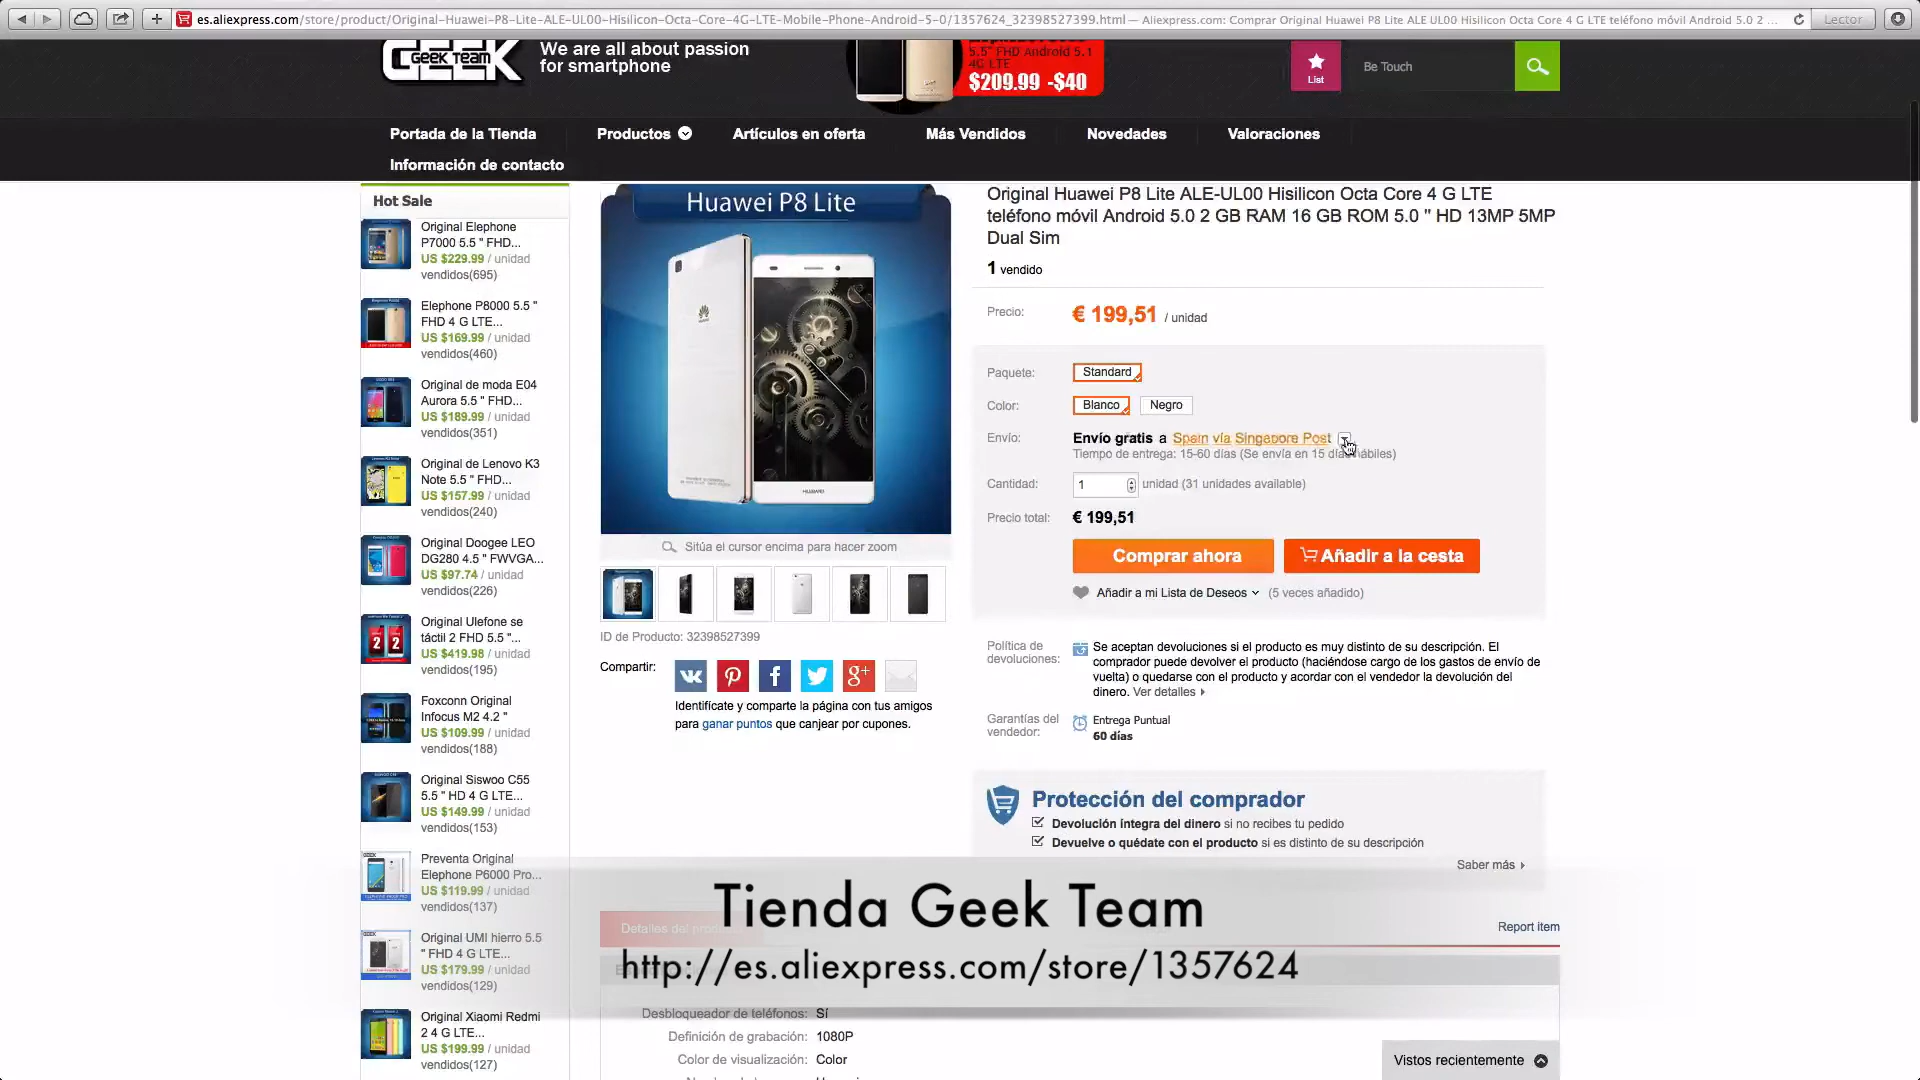 es.aliexpress.com/store/product/Original-Huawei-P8-Lite-ALE-UL00-Hisilicon-Octa-Core-4G-LTE-Mobile-Phone-Android-5-0/1357624_32398527399.html — Aliexpress.com: Comprar Original Huawei P8 Lite ALE UL00 Hisilicon Octa Core 4 G LTE teléfono móvil Android 5.0 2 ...
Lector
GEEK
Geek Team
We are all about passion
for smartphone
5.5" FHD Android 5.1
4G LTE
$209.99 -$40
List
Be Touch
Portada de la Tienda
Productos
Artículos en oferta
Más Vendidos
Novedades
Valoraciones
Información de contacto
Hot Sale
Original Elephone
P7000 5.5 " FHD...
US $229.99 / unidad
vendidos(695)
Elephone P8000 5.5 "
FHD 4 G LTE...
US $169.99 / unidad
vendidos(460)
Original de moda E04
Aurora 5.5 " FHD...
US $189.99 / unidad
vendidos(351)
Original de Lenovo K3
Note 5.5 " FHD...
US $157.99 / unidad
vendidos(240)
Original Doogee LEO
DG280 4.5 " FWVGA...
US $97.74 / unidad
vendidos(226)
Original Ulefone se
táctil 2 FHD 5.5 "...
US $419.98 / unidad
vendidos(195)
Foxconn Original
Infocus M2 4.2 "
US $109.99 / unidad
vendidos(188)
Original Siswoo C55
5.5 " HD 4 G LTE...
US $149.99 / unidad
vendidos(153)
Preventa Original
Elephone P6000 Pro...
US $119.99 / unidad
vendidos(137)
Original UMI hierro 5.5
" FHD 4 G LTE...
US $179.99 / unidad
vendidos(129)
Original Xiaomi Redmi
2 4 G LTE...
US $199.99 / unidad
vendidos(127)
Huawei P8 Lite
HUAWEI
Sitúa el cursor encima para hacer zoom
ID de Producto: 32398527399
Compartir:
Identifícate y comparte la página con tus amigos
para ganar puntos que canjear por cupones.
Original Huawei P8 Lite ALE-UL00 Hisilicon Octa Core 4 G LTE
teléfono móvil Android 5.0 2 GB RAM 16 GB ROM 5.0 " HD 13MP 5MP
Dual Sim
1 vendido
Precio: € 199,51 / unidad
Paquete: Standard
Color: Blanco Negro
Envío: Envío gratis a Spain vía Singapore Post
Tiempo de entrega: 15-60 días (Se envía en 15 días hábiles)
Cantidad: 1 unidad (31 unidades available)
Precio total: € 199,51
Comprar ahora
Añadir a la cesta
Añadir a mi Lista de Deseos (5 veces añadido)
Política de
devoluciones:
Se aceptan devoluciones si el producto es muy distinto de su descripción. El
comprador puede devolver el producto (haciéndose cargo de los gastos de envío de
vuelta) o quedarse con el producto y acordar con el vendedor la devolución del
dinero. Ver detalles
Garantías del
vendedor:
Entrega Puntual
60 días
Protección del comprador
Devolución íntegra del dinero si no recibes tu pedido
Devuelve o quédate con el producto si es distinto de su descripción
Saber más
Tienda Geek Team
http://es.aliexpress.com/store/1357624
Report item
Desbloqueador de teléfonos: Sí
Definición de grabación: 1080P
Color de visualización: Color
Vistos recientemente